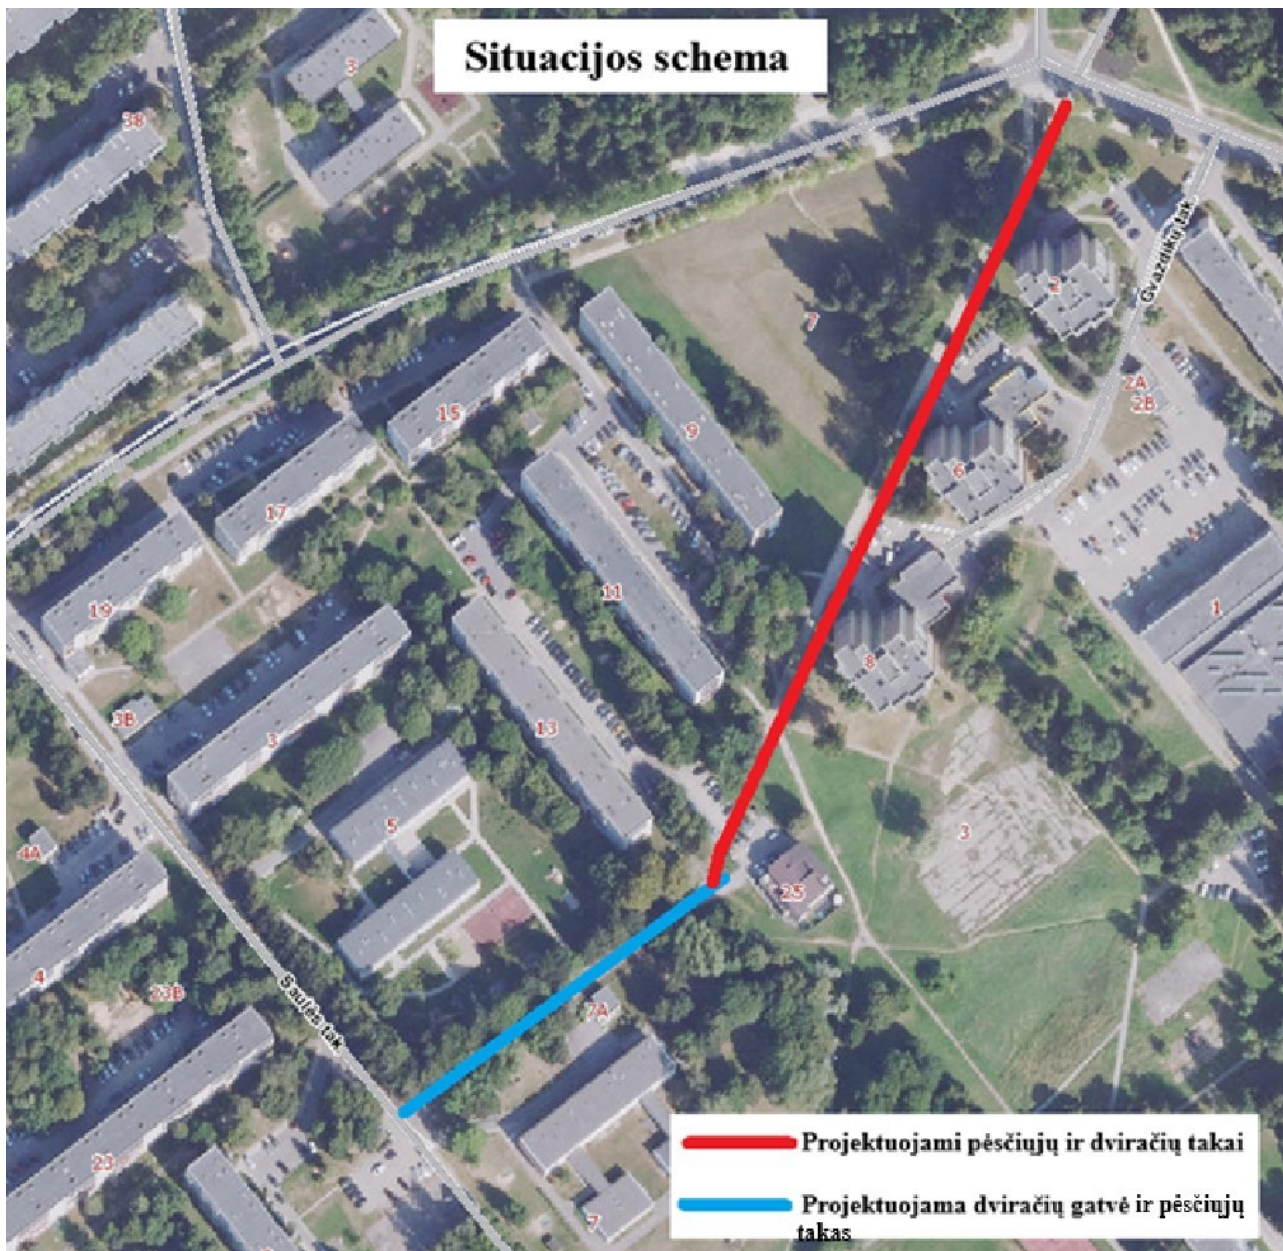 Situacijos schema
3
38
Gvazdikų tak.
2
7
2A
2B
15
9
6
17
11
19
1
8
3B
3
13
5
3
4A
25
4
23B
Saulės tak.
7A
23
7
Projektuojami pėsčiųjų ir dviračių takai
Projektuojama dviračių gatvė ir pėsčiųjų
takas